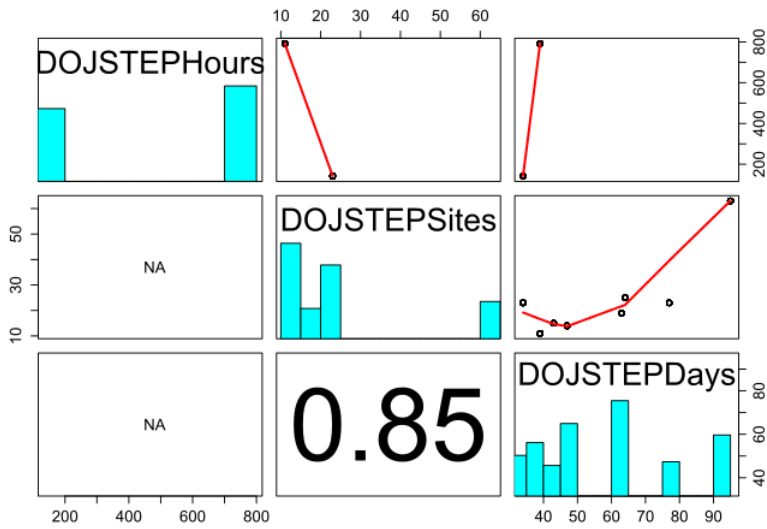 10 20 30 40 50 60
DOJSTEPHours
200 400 600 800
10 30 50
NA
DOJSTEPSites
NA
0.85
DOJSTEPDays
40 60 80
200 400 600 800
40 50 60 70 80 90